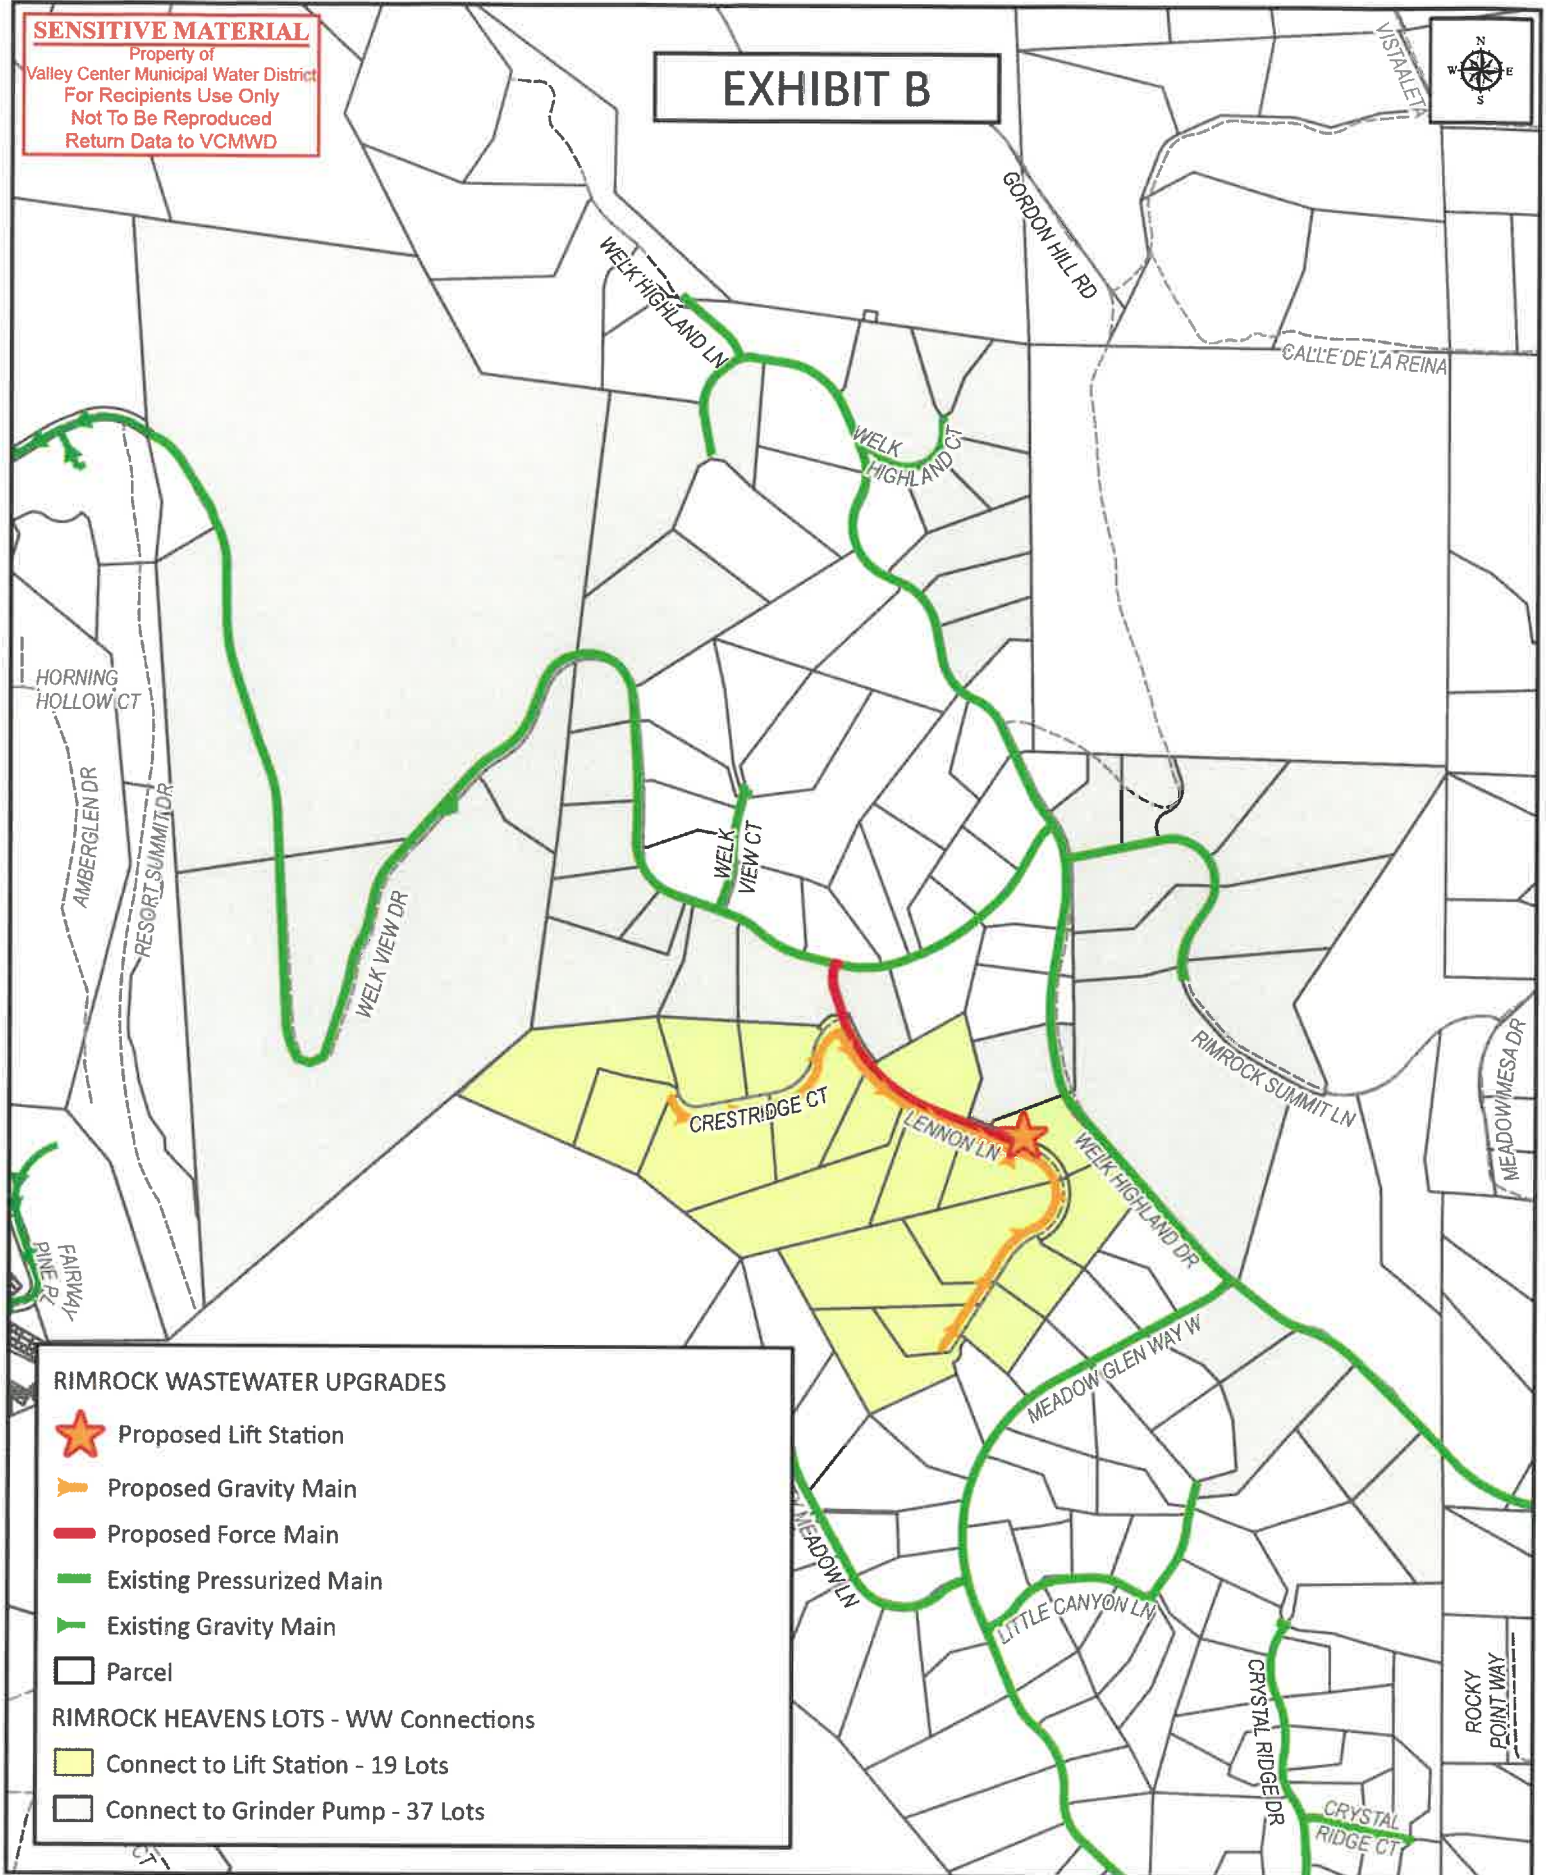 SENSITIVE MATERIAL
Property of
Valley Center Municipal Water District
For Recipients Use Only
Not To Be Reproduced
Return Data to VCMWD
EXHIBIT B
N
W E
S
VISTA ALETA
GORDON HILL RD
WELK HIGHLAND LN
CALLE DE LA REINA
WELK
HIGHLAND CT
HORNING
HOLLOW CT
AMBERGLEN DR
RESORT SUMMIT DR
WELK VIEW DR
WELK
VIEW CT
RIMROCK SUMMIT LN
MEADOW MESA DR
CRESTRIDGE CT
LENNON LN
WELK HIGHLAND DR
FAIRWAY
PINE PL
MEADOW GLEN WAY W
MEADOW LN
LITTLE CANYON LN
CRYSTAL RIDGE DR
CRYSTAL
RIDGE CT
ROCKY
POINT WAY
RIMROCK WASTEWATER UPGRADES
Proposed Lift Station
Proposed Gravity Main
Proposed Force Main
Existing Pressurized Main
Existing Gravity Main
Parcel
RIMROCK HEAVENS LOTS - WW Connections
Connect to Lift Station - 19 Lots
Connect to Grinder Pump - 37 Lots
CT